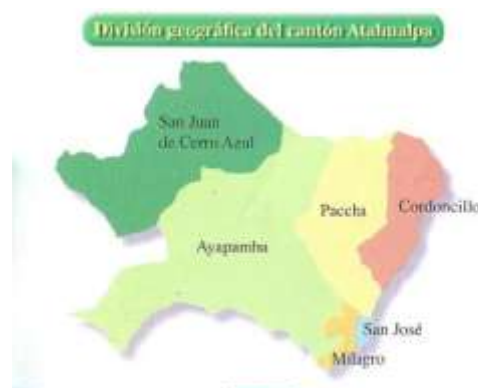 División geográfica del cantón Atahualpa
San Juan
de Cerro Azul
Paccha
Cordoncillo
Ayapamba
San José
Milagro